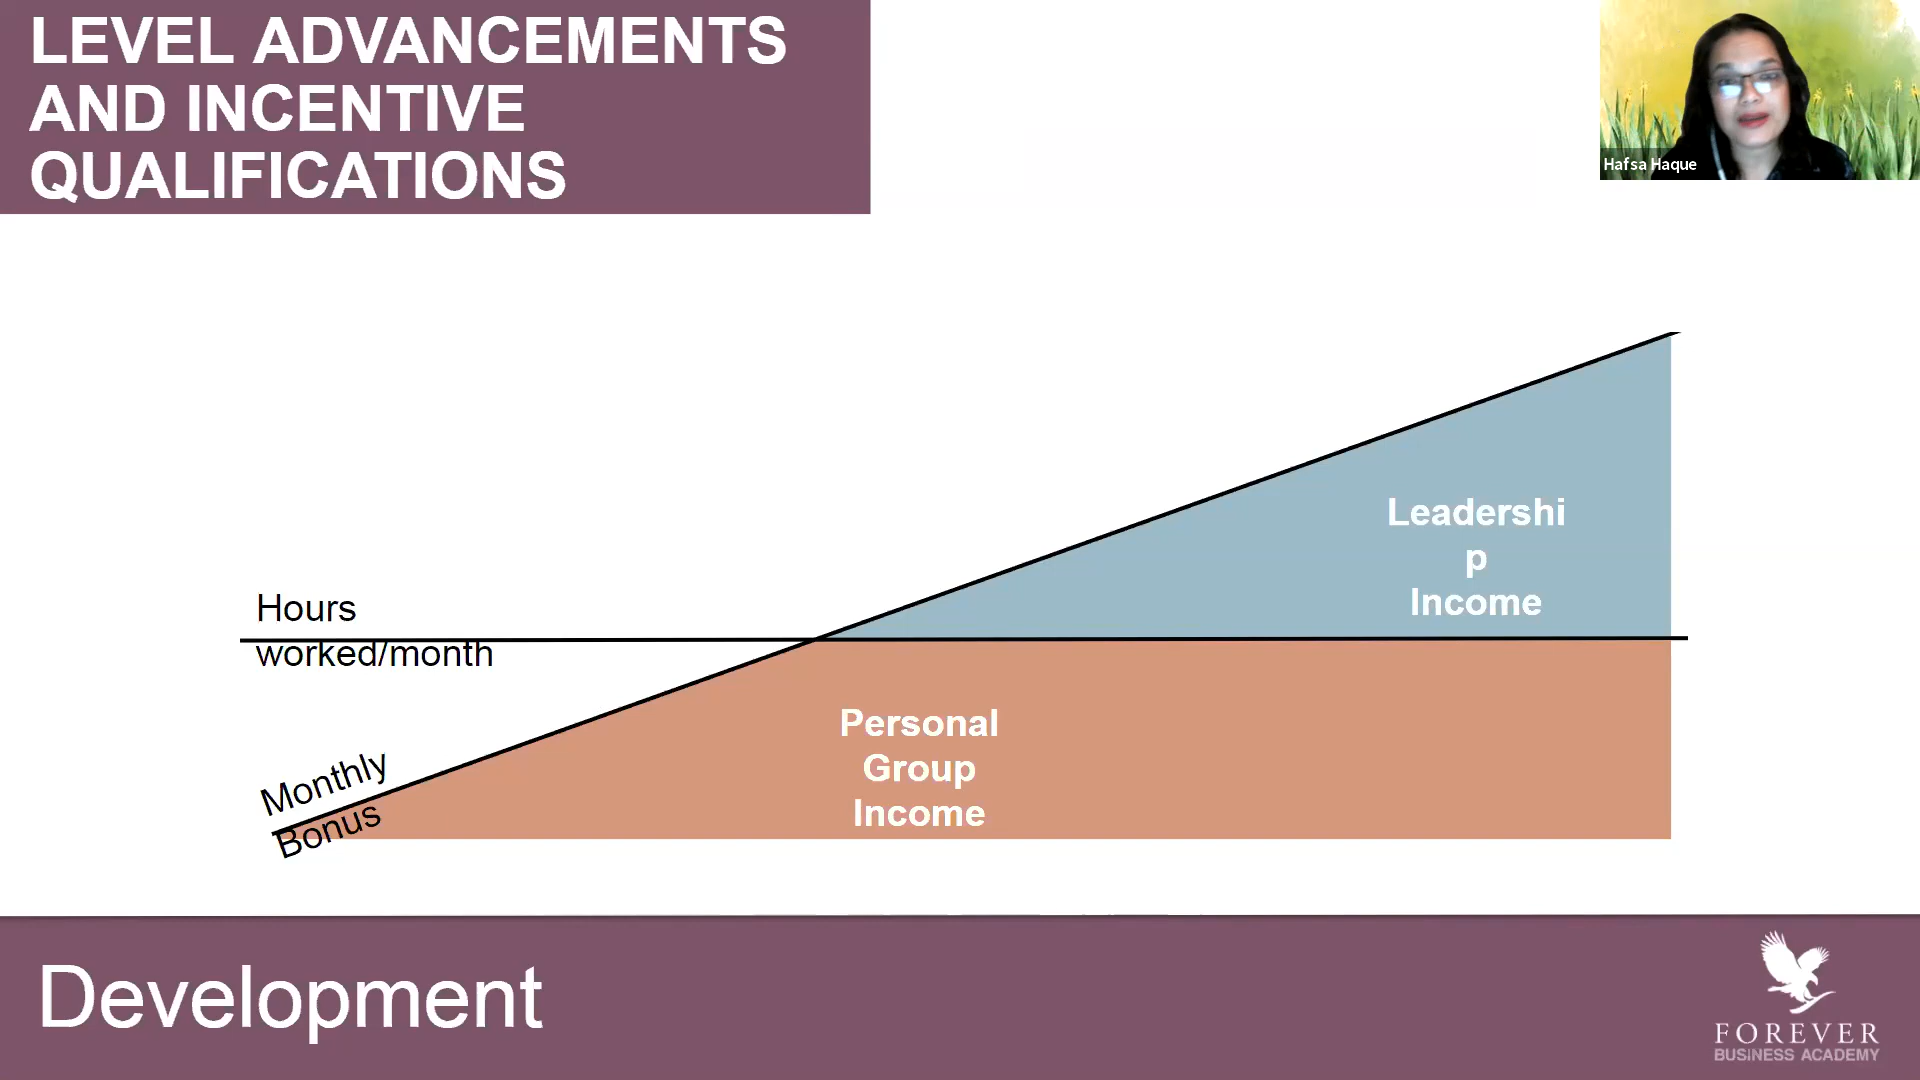 LEVEL ADVANCEMENTS
AND INCENTIVE
QUALIFICATIONS
Hafsa Haque
Leadershi
p
Income
Hours
worked/month
Personal
Group
Income
Monthly
Bonus
Development
FOREVER
BUSINESS ACADEMY